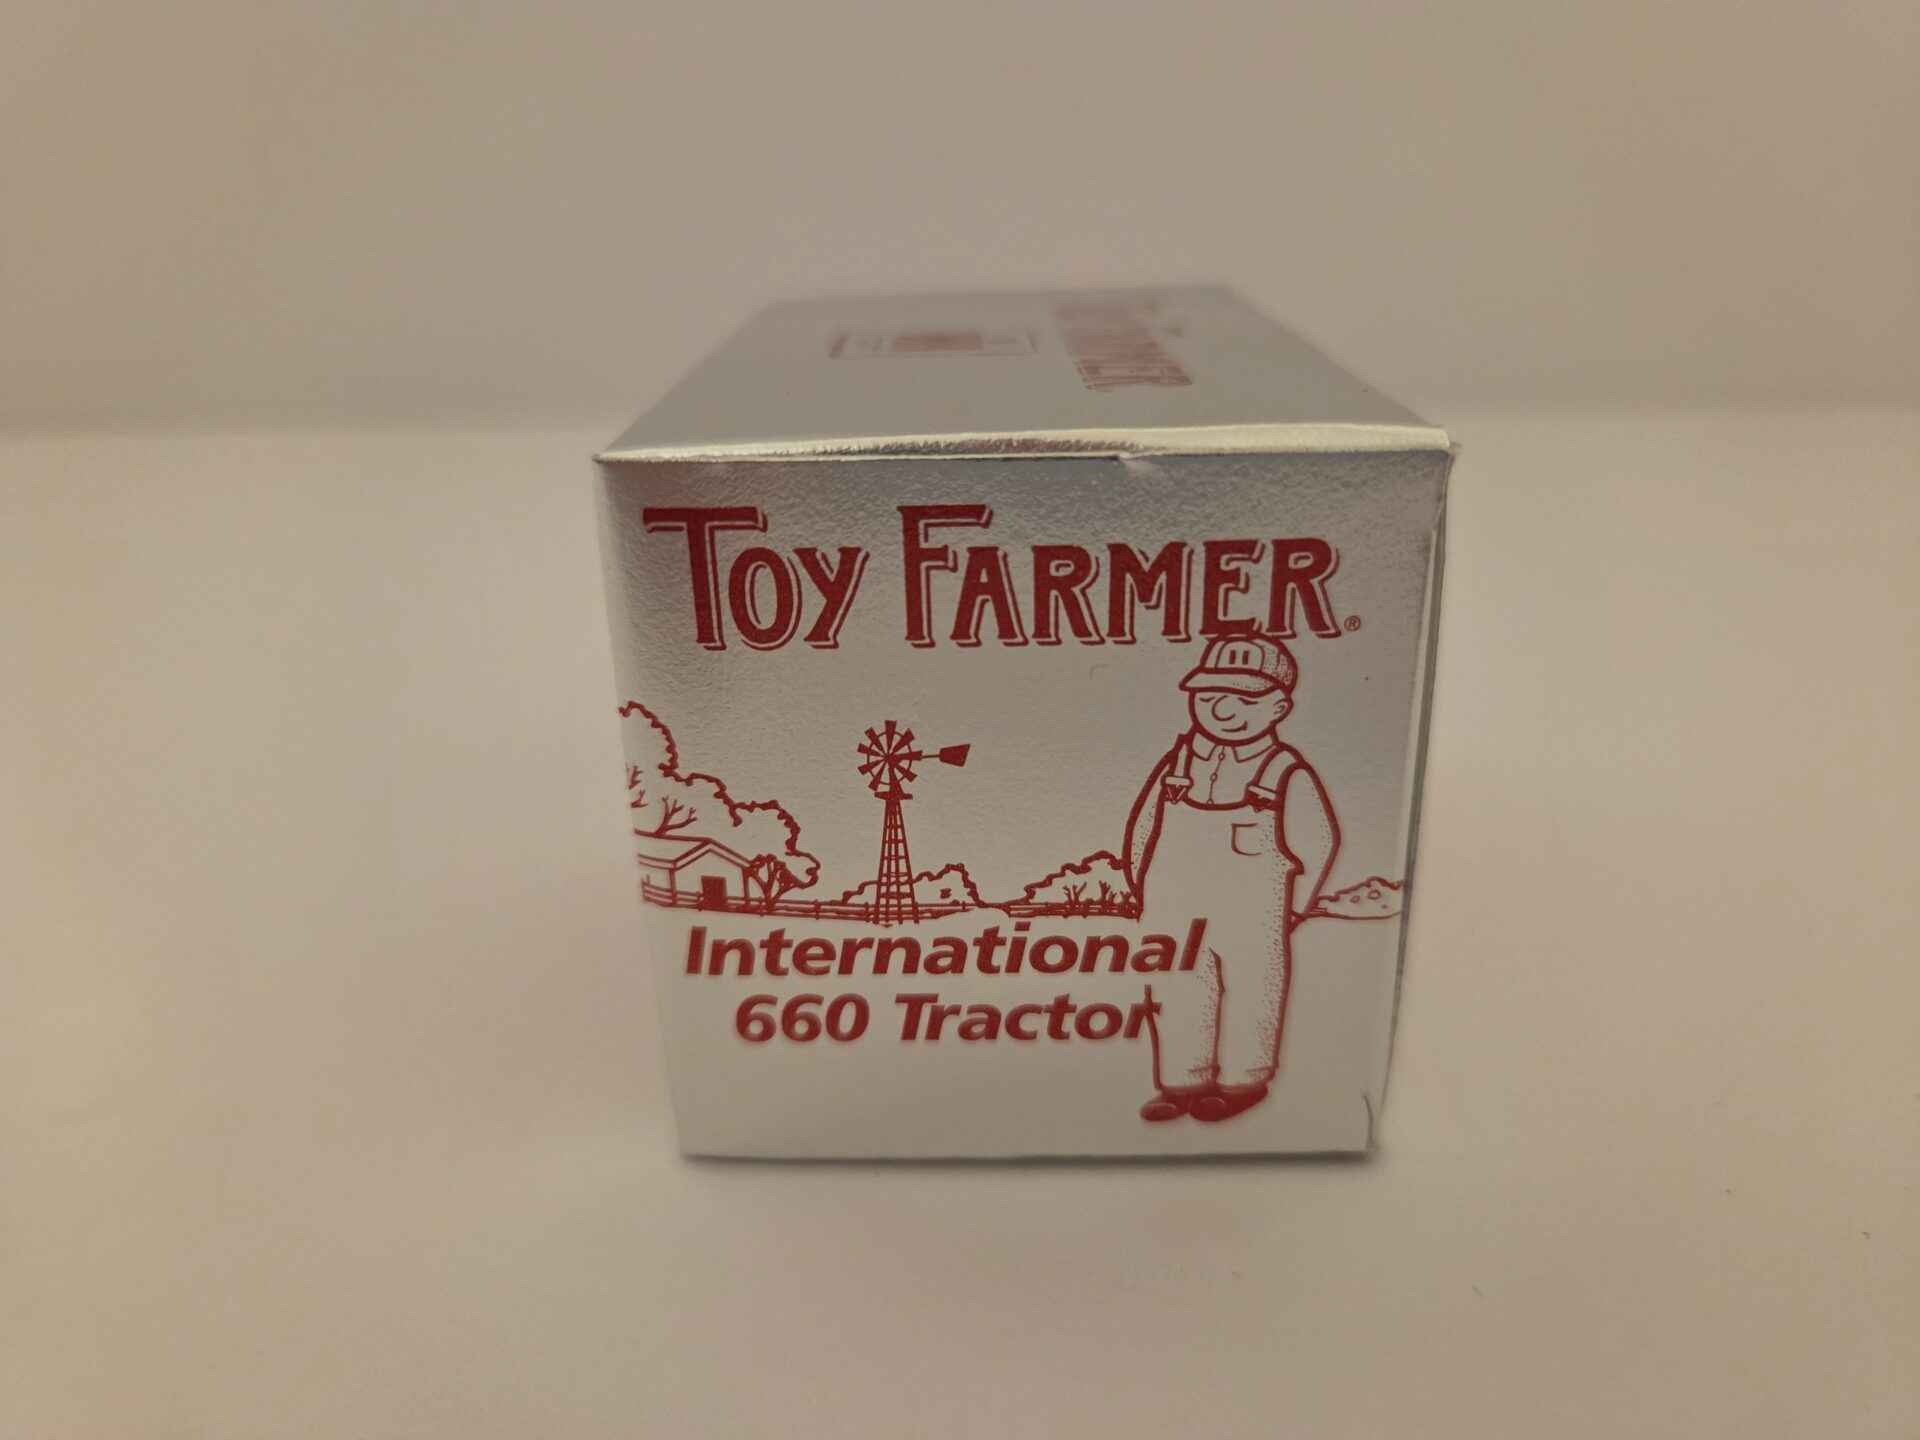 TOY FARMER®
International
660 Tractor